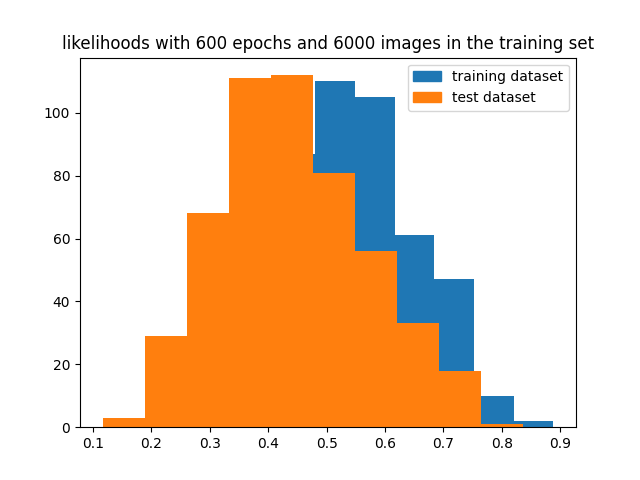 likelihoods with 600 epochs and 6000 images in the training set
training dataset
test dataset
100
80
60
40
20
0
0.1 0.2 0.3 0.4 0.5 0.6 0.7 0.8 0.9